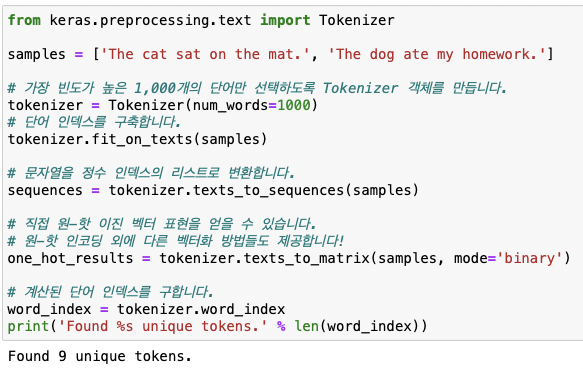 from keras.preprocessing.text import Tokenizer
samples = ['The cat sat on the mat.', 'The dog ate my homework.']
# 가장 빈도가 높은 1,000개의 단어만 선택하도록 Tokenizer 객체를 만듭니다.
tokenizer = Tokenizer(num_words=1000)
# 단어 인덱스를 구축합니다.
tokenizer.fit_on_texts(samples)
# 문자열을 정수 인덱스의 리스트로 변환합니다.
sequences = tokenizer.texts_to_sequences(samples)
# 직접 원-핫 이진 벡터 표현을 얻을 수 있습니다.
# 원-핫 인코딩 외에 다른 벡터화 방법들도 제공합니다!
one_hot_results = tokenizer.texts_to_matrix(samples, mode='binary')
# 계산된 단어 인덱스를 구합니다.
word_index = tokenizer.word_index
print('Found %s unique tokens.' % len(word_index))
Found 9 unique tokens.